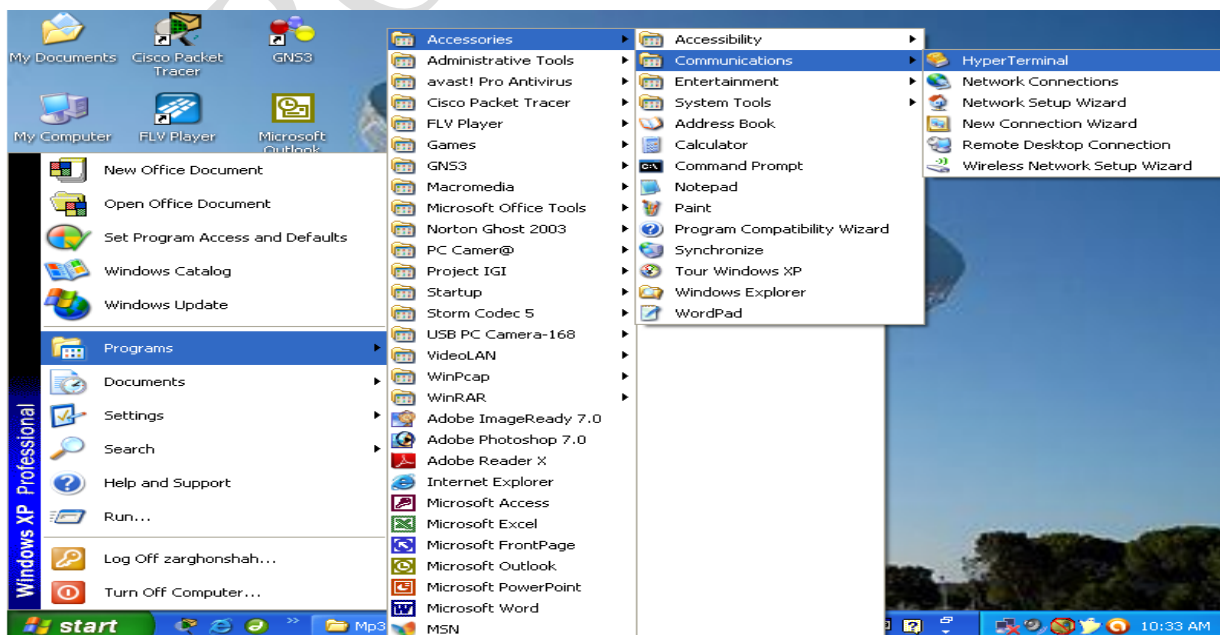 My Documents
Cisco Packet
Tracer
GNS3
My Computer
FLV Player
Microsoft
Outlook
New Office Document
Open Office Document
Set Program Access and Defaults
Windows Catalog
Windows Update
Programs
Documents
Settings
Search
Help and Support
Run...
Log Off zarghonshah...
Turn Off Computer...
Windows XP Professional
Accessories
Administrative Tools
avast! Pro Antivirus
Cisco Packet Tracer
FLV Player
Games
GNS3
Macromedia
Microsoft Office Tools
Norton Ghost 2003
PC Camer@
Project IGI
Startup
Storm Codec 5
USB PC Camera-168
VideoLAN
WinPcap
WinRAR
Adobe ImageReady 7.0
Adobe Photoshop 7.0
Adobe Reader X
Internet Explorer
Microsoft Access
Microsoft Excel
Microsoft FrontPage
Microsoft Outlook
Microsoft PowerPoint
Microsoft Word
MSN
Accessibility
Communications
Entertainment
System Tools
Address Book
Calculator
Command Prompt
Notepad
Paint
Program Compatibility Wizard
Synchronize
Tour Windows XP
Windows Explorer
WordPad
HyperTerminal
Network Connections
Network Setup Wizard
New Connection Wizard
Remote Desktop Connection
Wireless Network Setup Wizard
start
Mp3
10:33 AM